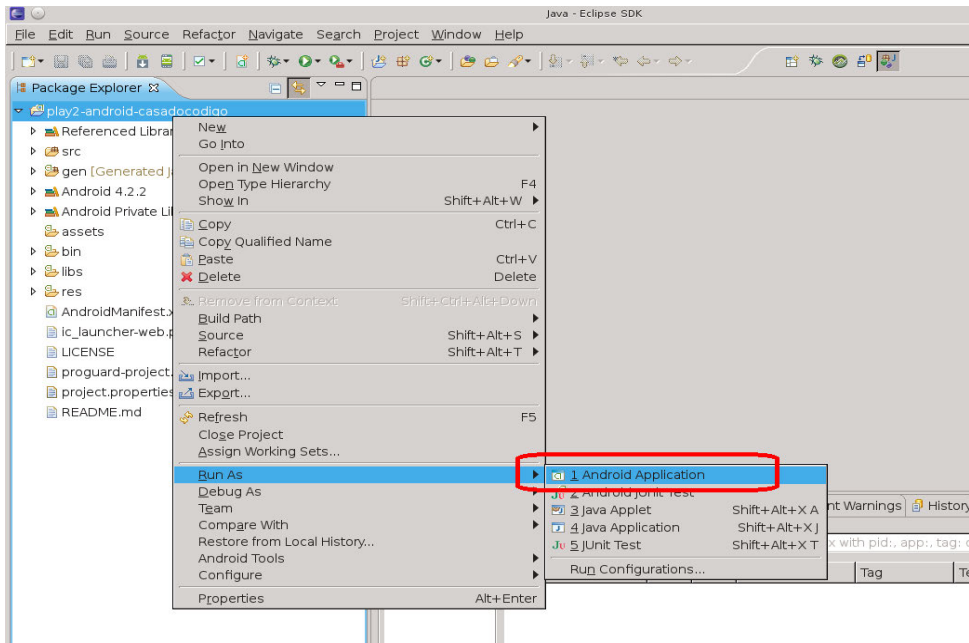 Java - Eclipse SDK
File Edit Run Source Refactor Navigate Search Project Window Help
Package Explorer
play2-android-casadocodigo
Referenced Librar
src
gen [Generated J
Android 4.2.2
Android Private Li
assets
bin
libs
res
AndroidManifest.x
ic_launcher-web.p
LICENSE
proguard-project.
project.properties
README.md
New
Go Into
Open in New Window
Open Type Hierarchy F4
Show In Shift+Alt+W
Copy Ctrl+C
Copy Qualified Name
Paste Ctrl+V
Delete Delete
Remove from Context Shift+Ctrl+Alt+Down
Build Path
Source Shift+Alt+S
Refactor Shift+Alt+T
Import...
Export...
Refresh F5
Close Project
Assign Working Sets...
Run As
Debug As
Team
Compare With
Restore from Local History...
Android Tools
Configure
Properties Alt+Enter
1 Android Application
2 Android JUnit Test
3 Java Applet Shift+Alt+X A
4 Java Application Shift+Alt+X J
5 JUnit Test Shift+Alt+X T
Run Configurations...
nt Warnings History
x with pid:, app:, tag:
Tag